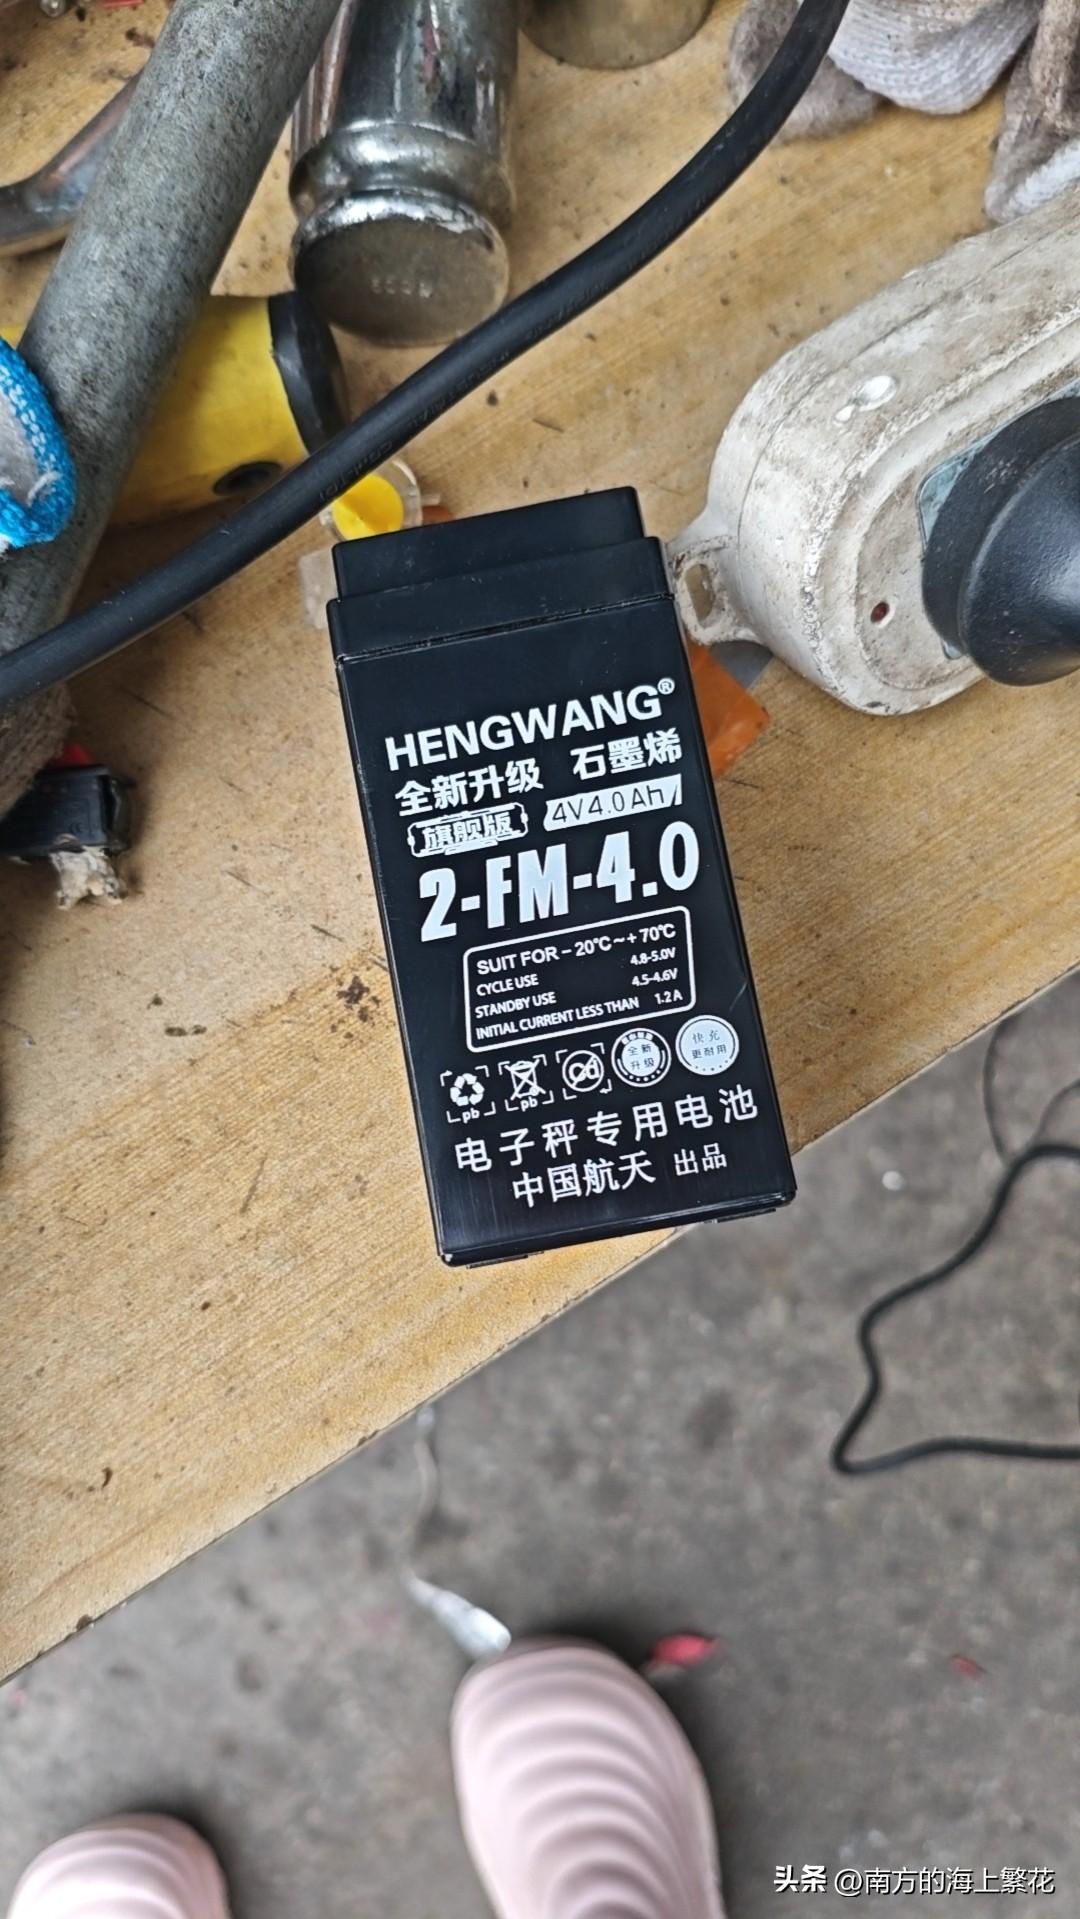 HENGWANG®
全新升级 石墨烯
旗舰版 4V4.0Ah
2-FM-4.0
SUIT FOR -20℃~+70℃
CYCLE USE 4.8-5.0V
STANDBY USE 4.5-4.6V
INITIAL CURRENT LESS THAN 1.2A
pb
pb
Cd
全新
升级
快充
更耐用
电子秤专用电池
中国航天 出品
头条 @南方的海上繁花